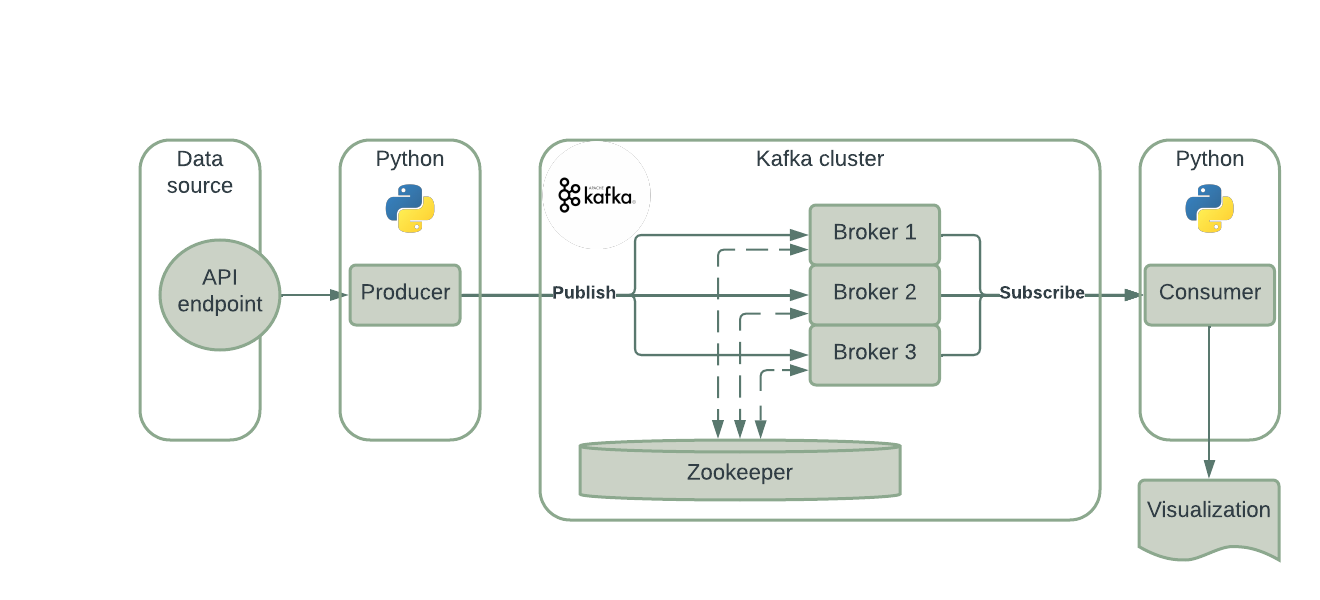 Data
source
API
endpoint
Python
Producer
Kafka cluster
APACHE
kafka
Publish
Broker 1
Broker 2
Broker 3
Subscribe
Zookeeper
Python
Consumer
Visualization